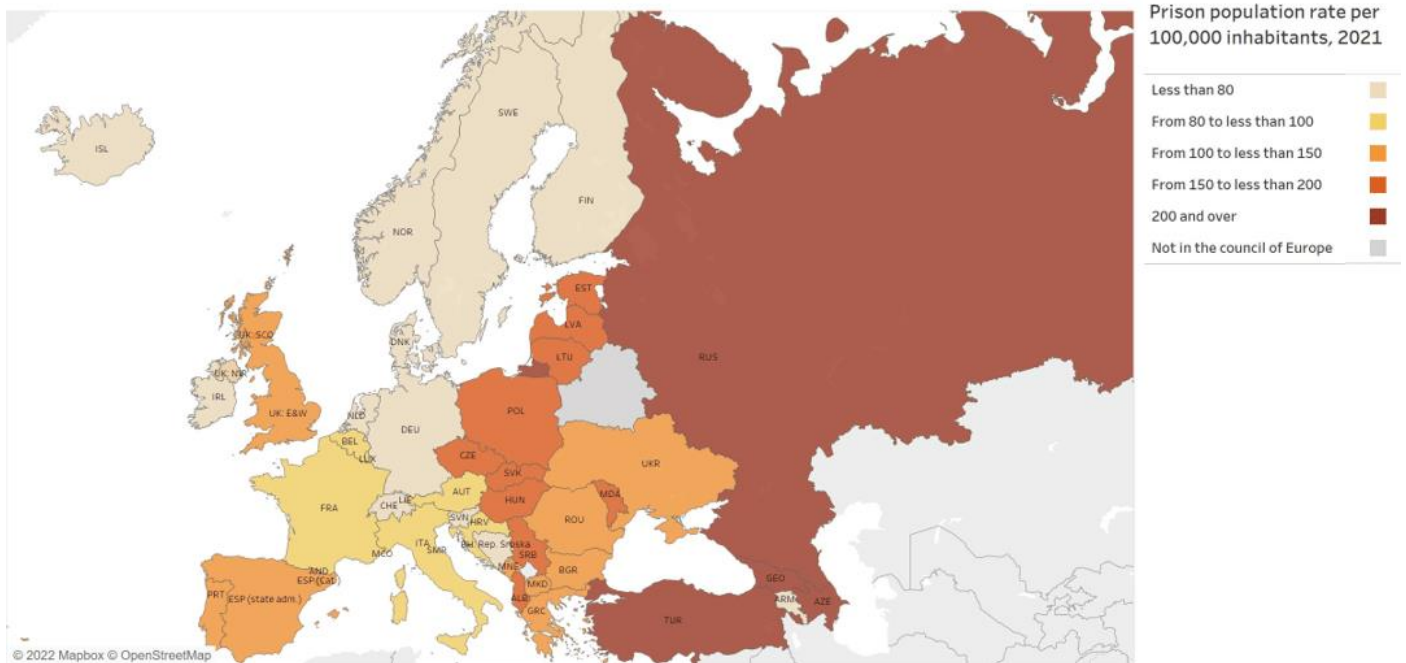 Prison population rate per
100,000 inhabitants, 2021
Less than 80
From 80 to less than 100
From 100 to less than 150
From 150 to less than 200
200 and over
Not in the council of Europe
ISL
SWE
FIN
NOR
EST
LVA
DNK
LTU
RUS
UK: SCO
UK: NIR
IRL
UK: E&W
NLD
DEU
POL
BEL
LUX
CZE
UKR
SVK
AUT
HUN
MDA
FRA
CHE
LIE
SVN
HRV
ROU
ITA
BH: Rep. Srpska
SRB
MCO
SMR
MNE
BGR
AND
ESP (Cat.)
MKD
ALB
PRT
ESP (state adm.)
GRC
GEO
ARM
AZE
TUR
© 2022 Mapbox © OpenStreetMap